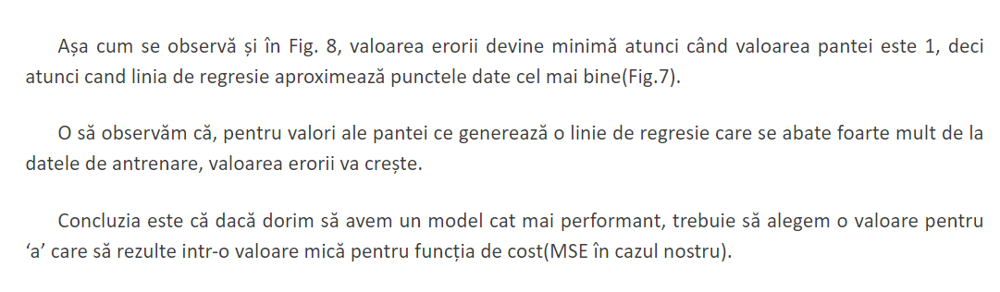 Așa cum se observă și în Fig. 8, valoarea erorii devine minimă atunci când valoarea pantei este 1, deci
atunci cand linia de regresie aproximează punctele date cel mai bine(Fig.7).
O să observăm că, pentru valori ale pantei ce generează o linie de regresie care se abate foarte mult de la
datele de antrenare, valoarea erorii va crește.
Concluzia este că dacă dorim să avem un model cat mai performant, trebuie să alegem o valoare pentru
‘a’ care să rezulte intr-o valoare mică pentru funcția de cost(MSE în cazul nostru).